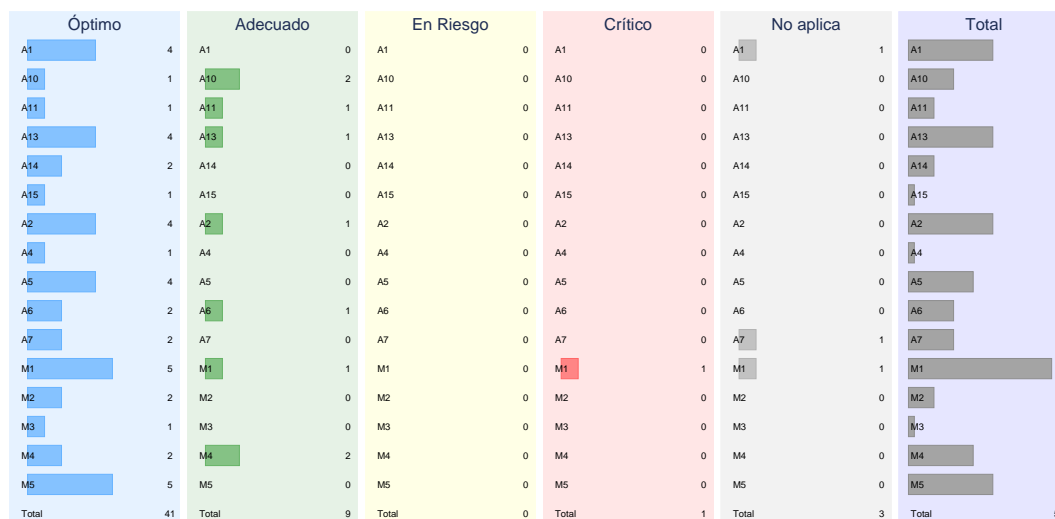 Óptimo Adecuado En Riesgo Crítico No aplica Total
A1 4 A1 0 A1 0 A1 0 A1 1 A1
A10 1 A10 2 A10 0 A10 0 A10 0 A10
A11 1 A11 1 A11 0 A11 0 A11 0 A11
A13 4 A13 1 A13 0 A13 0 A13 0 A13
A14 2 A14 0 A14 0 A14 0 A14 0 A14
A15 1 A15 0 A15 0 A15 0 A15 0 A15
A2 4 A2 1 A2 0 A2 0 A2 0 A2
A4 1 A4 0 A4 0 A4 0 A4 0 A4
A5 4 A5 0 A5 0 A5 0 A5 0 A5
A6 2 A6 1 A6 0 A6 0 A6 0 A6
A7 2 A7 0 A7 0 A7 0 A7 1 A7
M1 5 M1 1 M1 0 M1 1 M1 1 M1
M2 2 M2 0 M2 0 M2 0 M2 0 M2
M3 1 M3 0 M3 0 M3 0 M3 0 M3
M4 2 M4 2 M4 0 M4 0 M4 0 M4
M5 5 M5 0 M5 0 M5 0 M5 0 M5
Total 41 Total 9 Total 0 Total 1 Total 3 Total